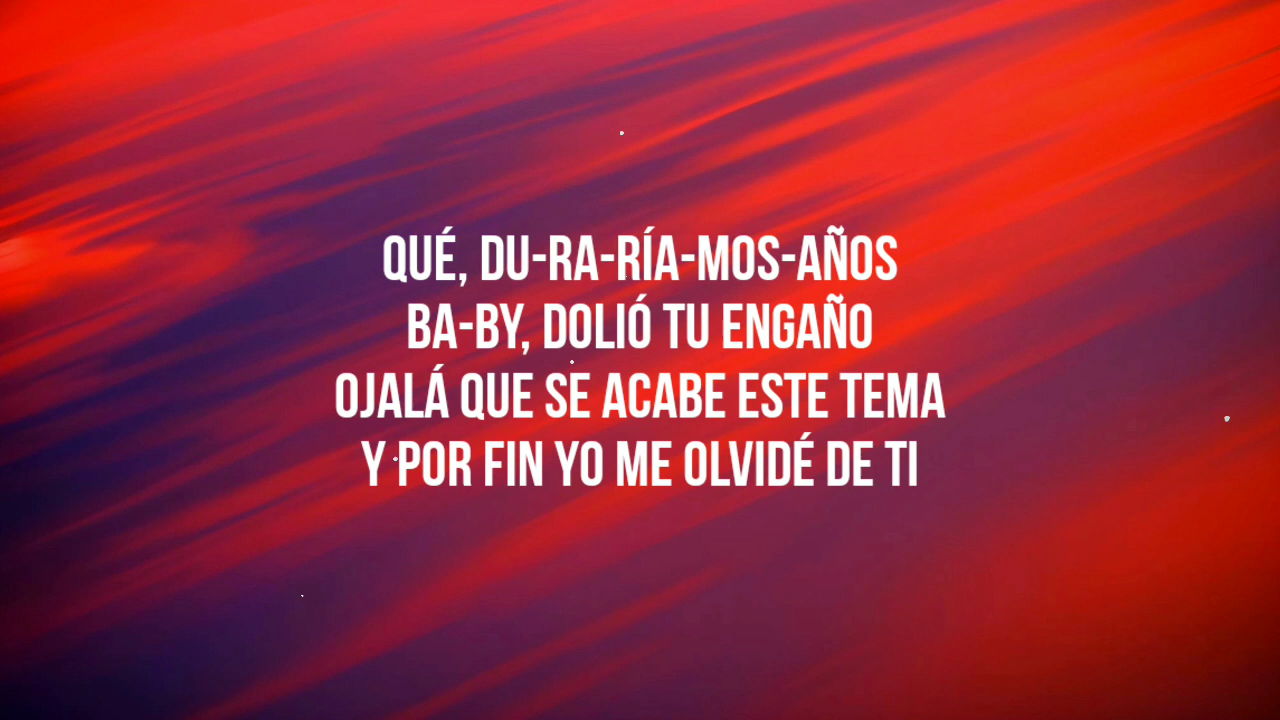 QUÉ, DU-RA-RÍA-MOS-AÑOS
BA-BY, DOLIÓ TU ENGAÑO
OJALÁ QUE SE ACABE ESTE TEMA
Y POR FIN YO ME OLVIDÉ DE TI